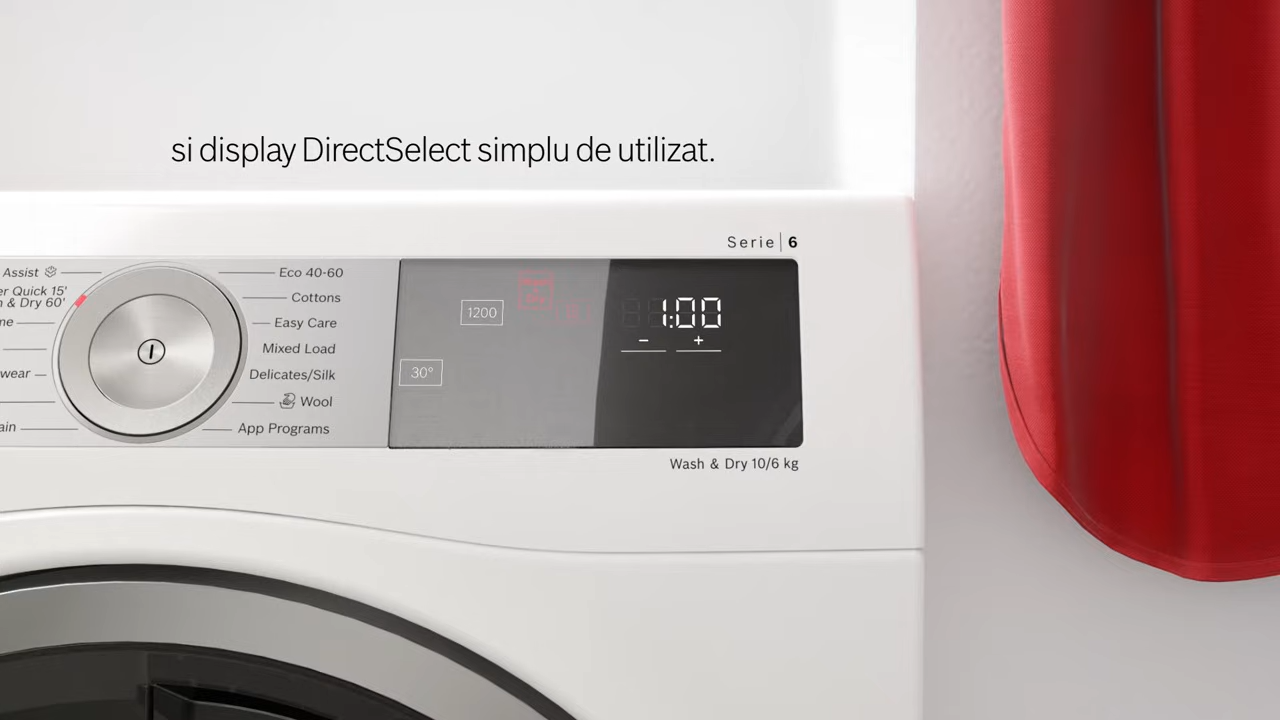 si display DirectSelect simplu de utilizat.
Serie | 6
Assist
Eco 40-60
er Quick 15'
h & Dry 60'
Cottons
me
Easy Care
Mixed Load
wear
Delicates/Silk
Wool
ain
App Programs
1200
1:00
- +
30°
Wash & Dry 10/6 kg